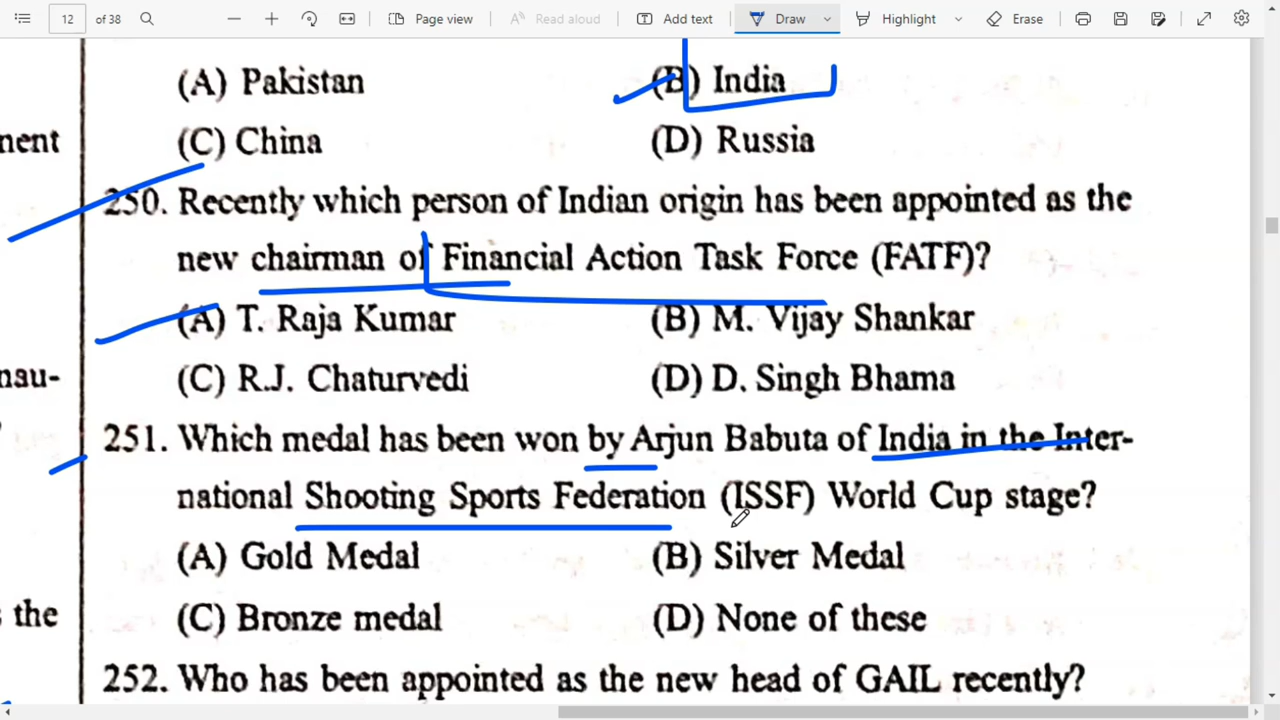 12 of 38 Page view Read aloud Add text Draw Highlight Erase
(A) Pakistan (B) India
nent (C) China (D) Russia
250. Recently which person of Indian origin has been appointed as the
new chairman of Financial Action Task Force (FATF)?
(A) T. Raja Kumar (B) M. Vijay Shankar
nau- (C) R.J. Chaturvedi (D) D. Singh Bhama
251. Which medal has been won by Arjun Babuta of India in the Inter-
national Shooting Sports Federation (ISSF) World Cup stage?
(A) Gold Medal (B) Silver Medal
s the (C) Bronze medal (D) None of these
252. Who has been appointed as the new head of GAIL recently?